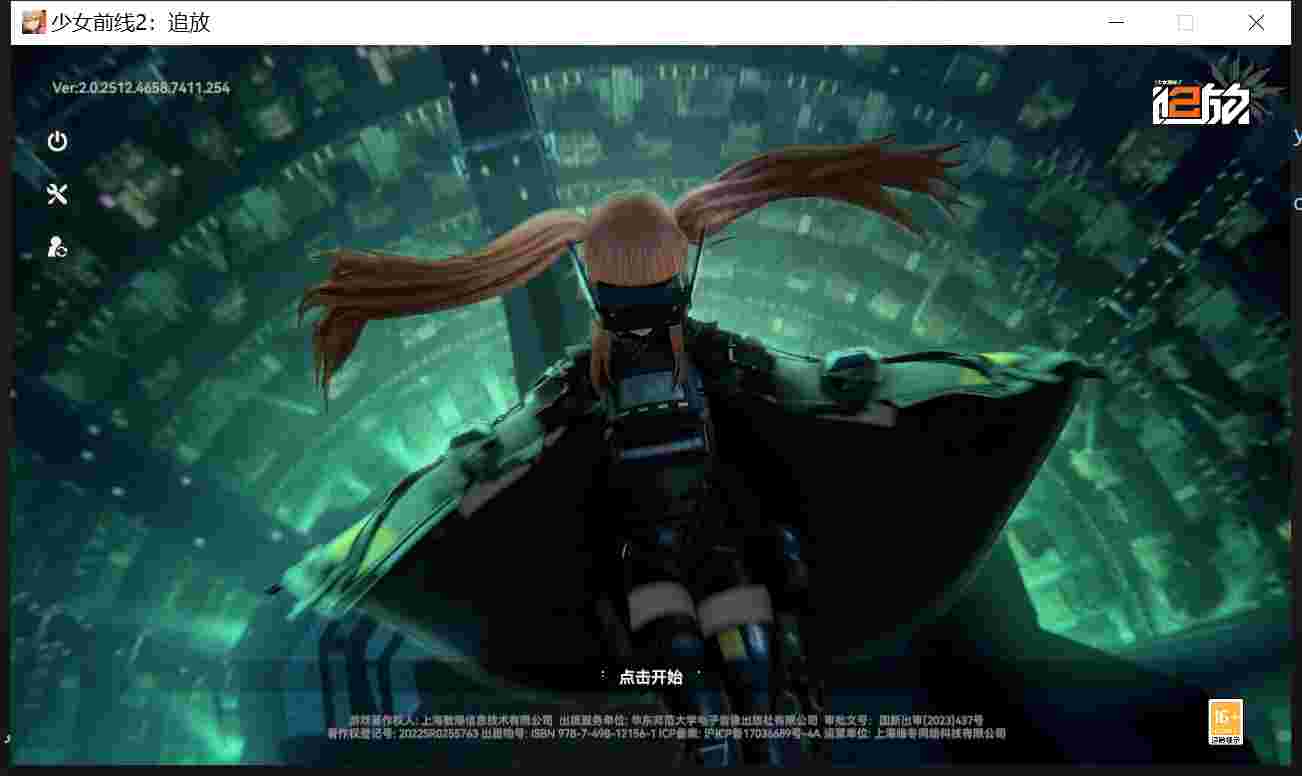 少女前线2：追放
Ver:2.0.2512.4658.7411.254
追放
点击开始
游戏著作权人: 上海散爆信息技术有限公司 出版服务单位: 华东师范大学电子音像出版社有限公司 审批文号: 国新出审[2023]437号
著作权登记号: 2022SR0255763 出版物号: ISBN 978-7-498-12156-1 ICP备案: 沪ICP备17036689号-4A 运营单位: 上海暗冬网络科技有限公司
16+
适龄提示